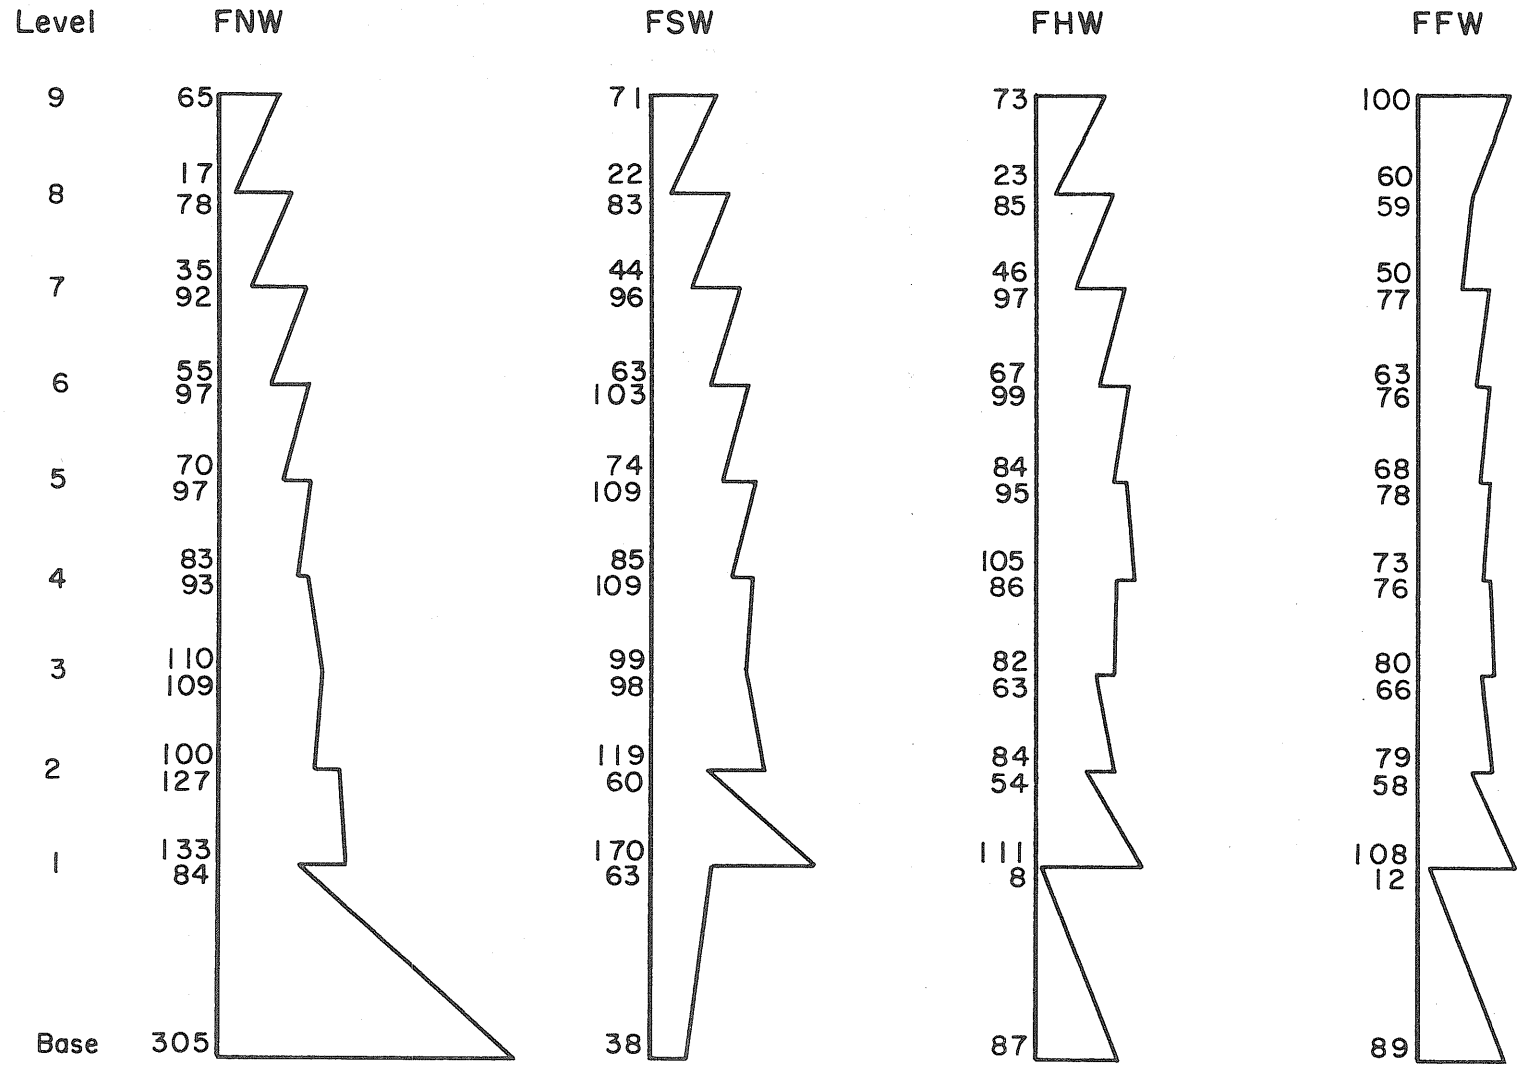 Level FNW FSW FHW FFW
9 65 71 73 100
17 22 23 60
8 78 83 85 59
35 44 46 50
7 92 96 97 77
55 63 67 63
6 97 103 99 76
70 74 84 68
5 97 109 95 78
83 85 105 73
4 93 109 86 76
110 99 82 80
3 109 98 63 66
100 119 84 79
2 127 60 54 58
133 170 111 108
1 84 63 8 12
Base 305 38 87 89